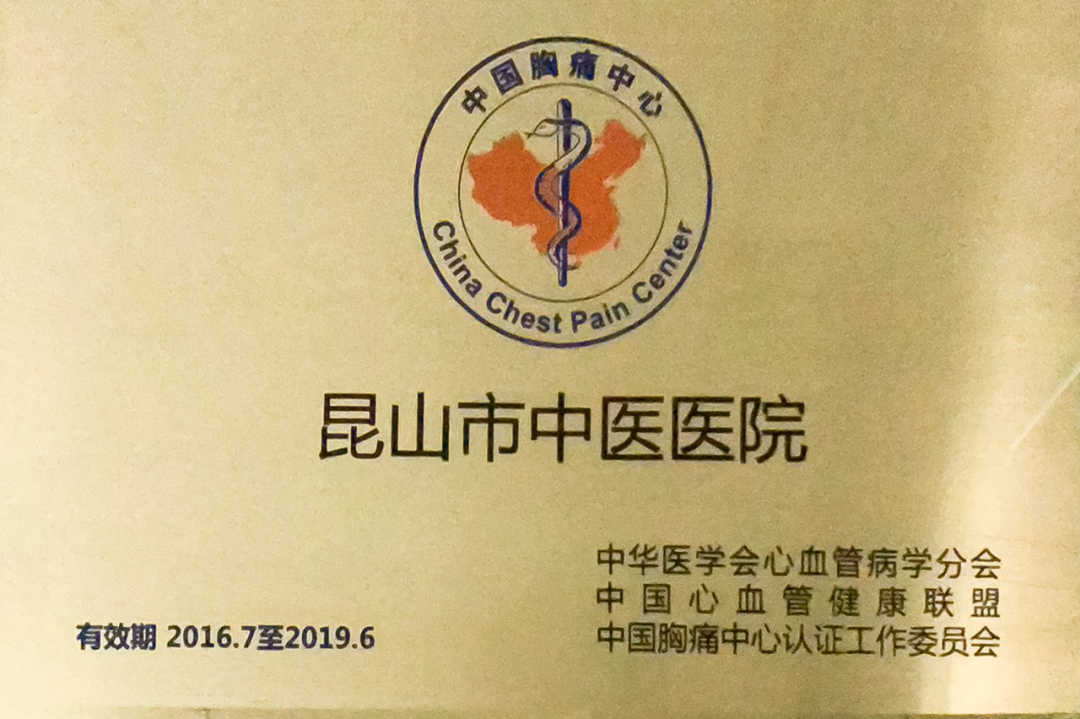 中国胸痛中心
China Chest Pain Center
昆山市中医医院
中华医学会心血管病学分会
中国心血管健康联盟
中国胸痛中心认证工作委员会
有效期 2016.7至2019.6